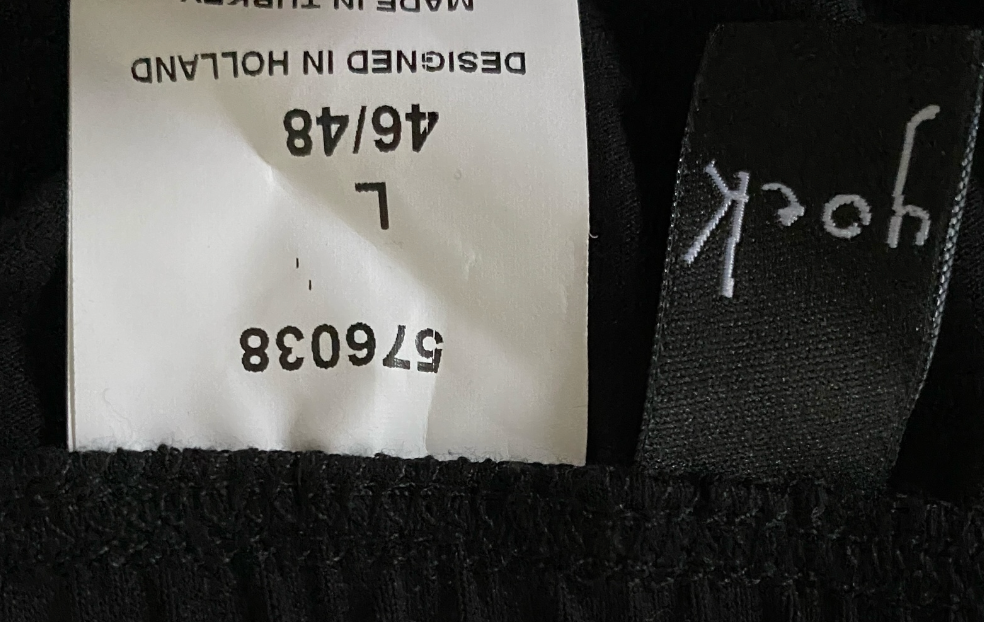 yoek
576038
L
46/48
DESIGNED IN HOLLAND
MADE IN TURKEY